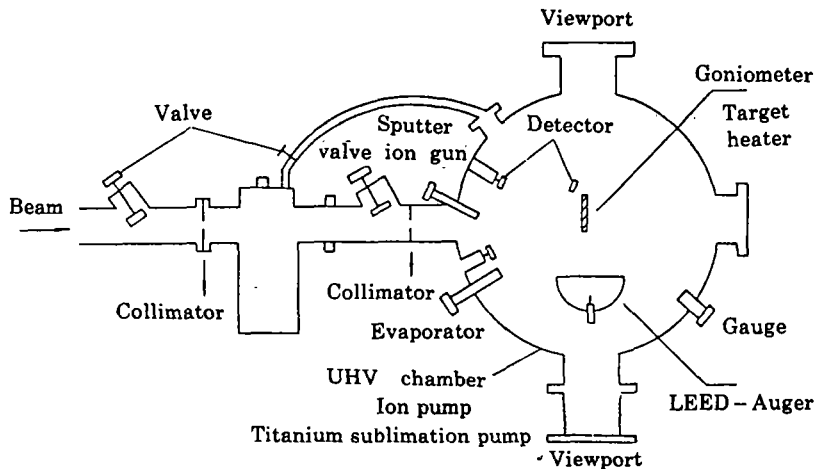 Viewport
Goniometer
Target
heater
Valve
Sputter
valve ion gun
Detector
Beam
Collimator
Collimator
Evaporator
Gauge
UHV chamber
Ion pump
Titanium sublimation pump
LEED-Auger
Viewport